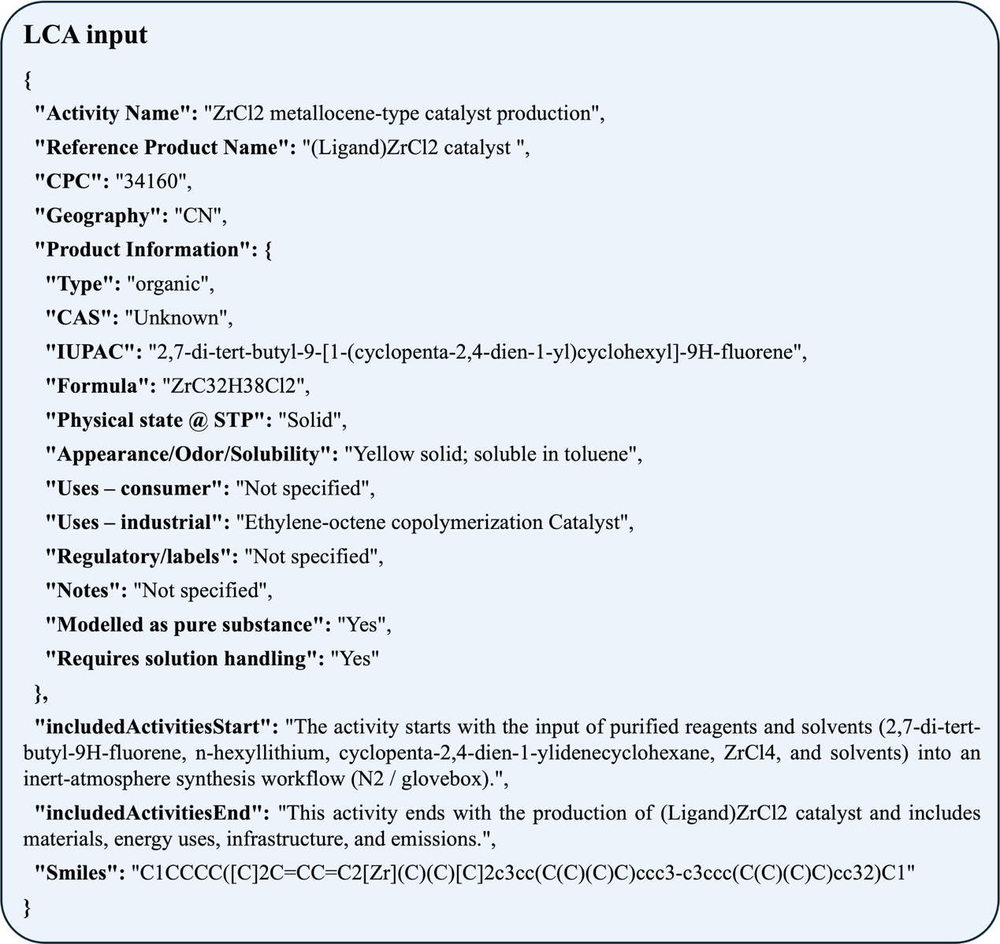 LCA input
{
"Activity Name": "ZrCl2 metallocene-type catalyst production",
"Reference Product Name": "(Ligand)ZrCl2 catalyst ",
"CPC": "34160",
"Geography": "CN",
"Product Information": {
"Type": "organic",
"CAS": "Unknown",
"IUPAC": "2,7-di-tert-butyl-9-[1-(cyclopenta-2,4-dien-1-yl)cyclohexyl]-9H-fluorene",
"Formula": "ZrC32H38Cl2",
"Physical state @ STP": "Solid",
"Appearance/Odor/Solubility": "Yellow solid; soluble in toluene",
"Uses – consumer": "Not specified",
"Uses – industrial": "Ethylene-octene copolymerization Catalyst",
"Regulatory/labels": "Not specified",
"Notes": "Not specified",
"Modelled as pure substance": "Yes",
"Requires solution handling": "Yes"
},
"includedActivitiesStart": "The activity starts with the input of purified reagents and solvents (2,7-di-tert-
butyl-9H-fluorene, n-hexyllithium, cyclopenta-2,4-dien-1-ylidenecyclohexane, ZrCl4, and solvents) into an
inert-atmosphere synthesis workflow (N2 / glovebox).",
"includedActivitiesEnd": "This activity ends with the production of (Ligand)ZrCl2 catalyst and includes
materials, energy uses, infrastructure, and emissions.",
"Smiles": "C1CCCC([C]2C=CC=C2[Zr](C)(C)[C]2c3cc(C(C)(C)C)ccc3-c3ccc(C(C)(C)C)cc32)C1"
}